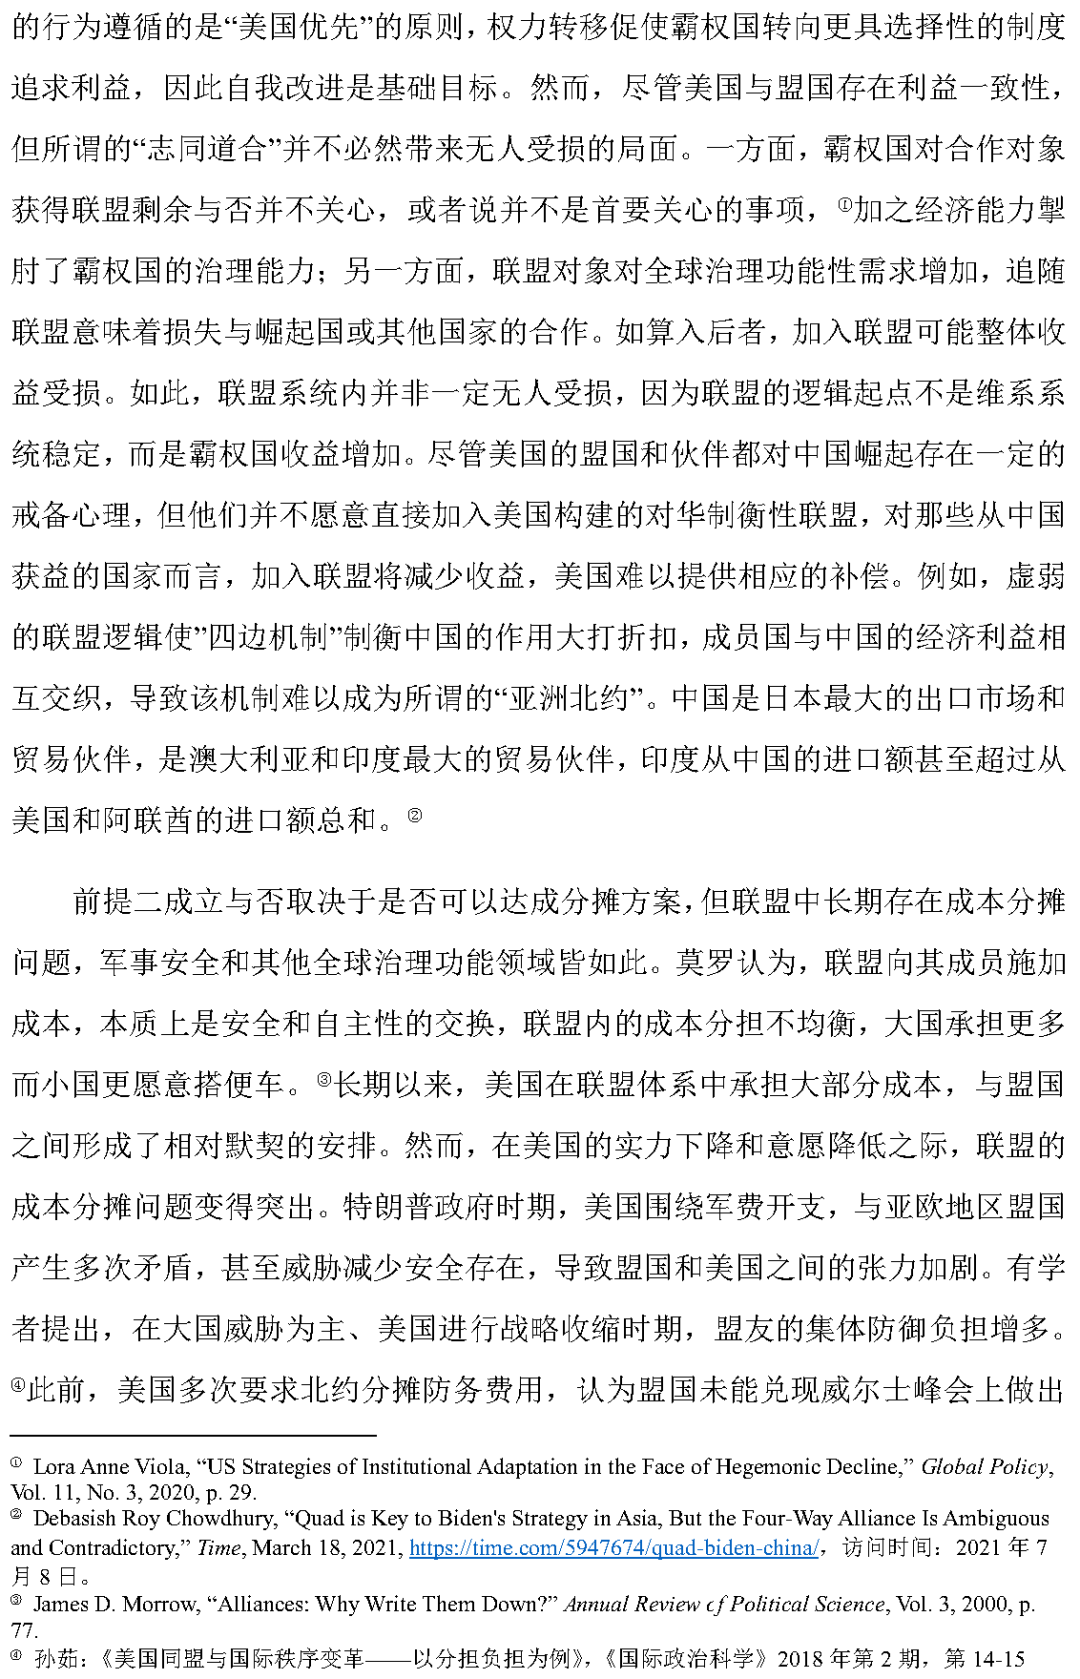 的行为遵循的是“美国优先”的原则，权力转移促使霸权国转向更具选择性的制度
追求利益，因此自我改进是基础目标。然而，尽管美国与盟国存在利益一致性，
但所谓的“志同道合”并不必然带来无人受损的局面。一方面，霸权国对合作对象
获得联盟剩余与否并不关心，或者说并不是首要关心的事项，①加之经济能力掣
肘了霸权国的治理能力；另一方面，联盟对象对全球治理功能性需求增加，追随
联盟意味着损失与崛起国或其他国家的合作。如算入后者，加入联盟可能整体收
益受损。如此，联盟系统内并非一定无人受损，因为联盟的逻辑起点不是维系系
统稳定，而是霸权国收益增加。尽管美国的盟国和伙伴都对中国崛起存在一定的
戒备心理，但他们并不愿意直接加入美国构建的对华制衡性联盟，对那些从中国
获益的国家而言，加入联盟将减少收益，美国难以提供相应的补偿。例如，虚弱
的联盟逻辑使”四边机制”制衡中国的作用大打折扣，成员国与中国的经济利益相
互交织，导致该机制难以成为所谓的“亚洲北约”。中国是日本最大的出口市场和
贸易伙伴，是澳大利亚和印度最大的贸易伙伴，印度从中国的进口额甚至超过从
美国和阿联酋的进口额总和。②
前提二成立与否取决于是否可以达成分摊方案，但联盟中长期存在成本分摊
问题，军事安全和其他全球治理功能领域皆如此。莫罗认为，联盟向其成员施加
成本，本质上是安全和自主性的交换，联盟内的成本分担不均衡，大国承担更多
而小国更愿意搭便车。③长期以来，美国在联盟体系中承担大部分成本，与盟国
之间形成了相对默契的安排。然而，在美国的实力下降和意愿降低之际，联盟的
成本分摊问题变得突出。特朗普政府时期，美国围绕军费开支，与亚欧地区盟国
产生多次矛盾，甚至威胁减少安全存在，导致盟国和美国之间的张力加剧。有学
者提出，在大国威胁为主、美国进行战略收缩时期，盟友的集体防御负担增多。
④此前，美国多次要求北约分摊防务费用，认为盟国未能兑现威尔士峰会上做出
① Lora Anne Viola, “US Strategies of Institutional Adaptation in the Face of Hegemonic Decline,” Global Policy,
Vol. 11, No. 3, 2020, p. 29.
② Debasish Roy Chowdhury, “Quad is Key to Biden's Strategy in Asia, But the Four-Way Alliance Is Ambiguous
and Contradictory,” Time, March 18, 2021, https://time.com/5947674/quad-biden-china/，访问时间：2021 年 7
月 8 日。
③ James D. Morrow, “Alliances: Why Write Them Down?” Annual Review of Political Science, Vol. 3, 2000, p.
77.
④ 孙茹：《美国同盟与国际秩序变革——以分担负担为例》，《国际政治科学》2018 年第 2 期，第 14-15